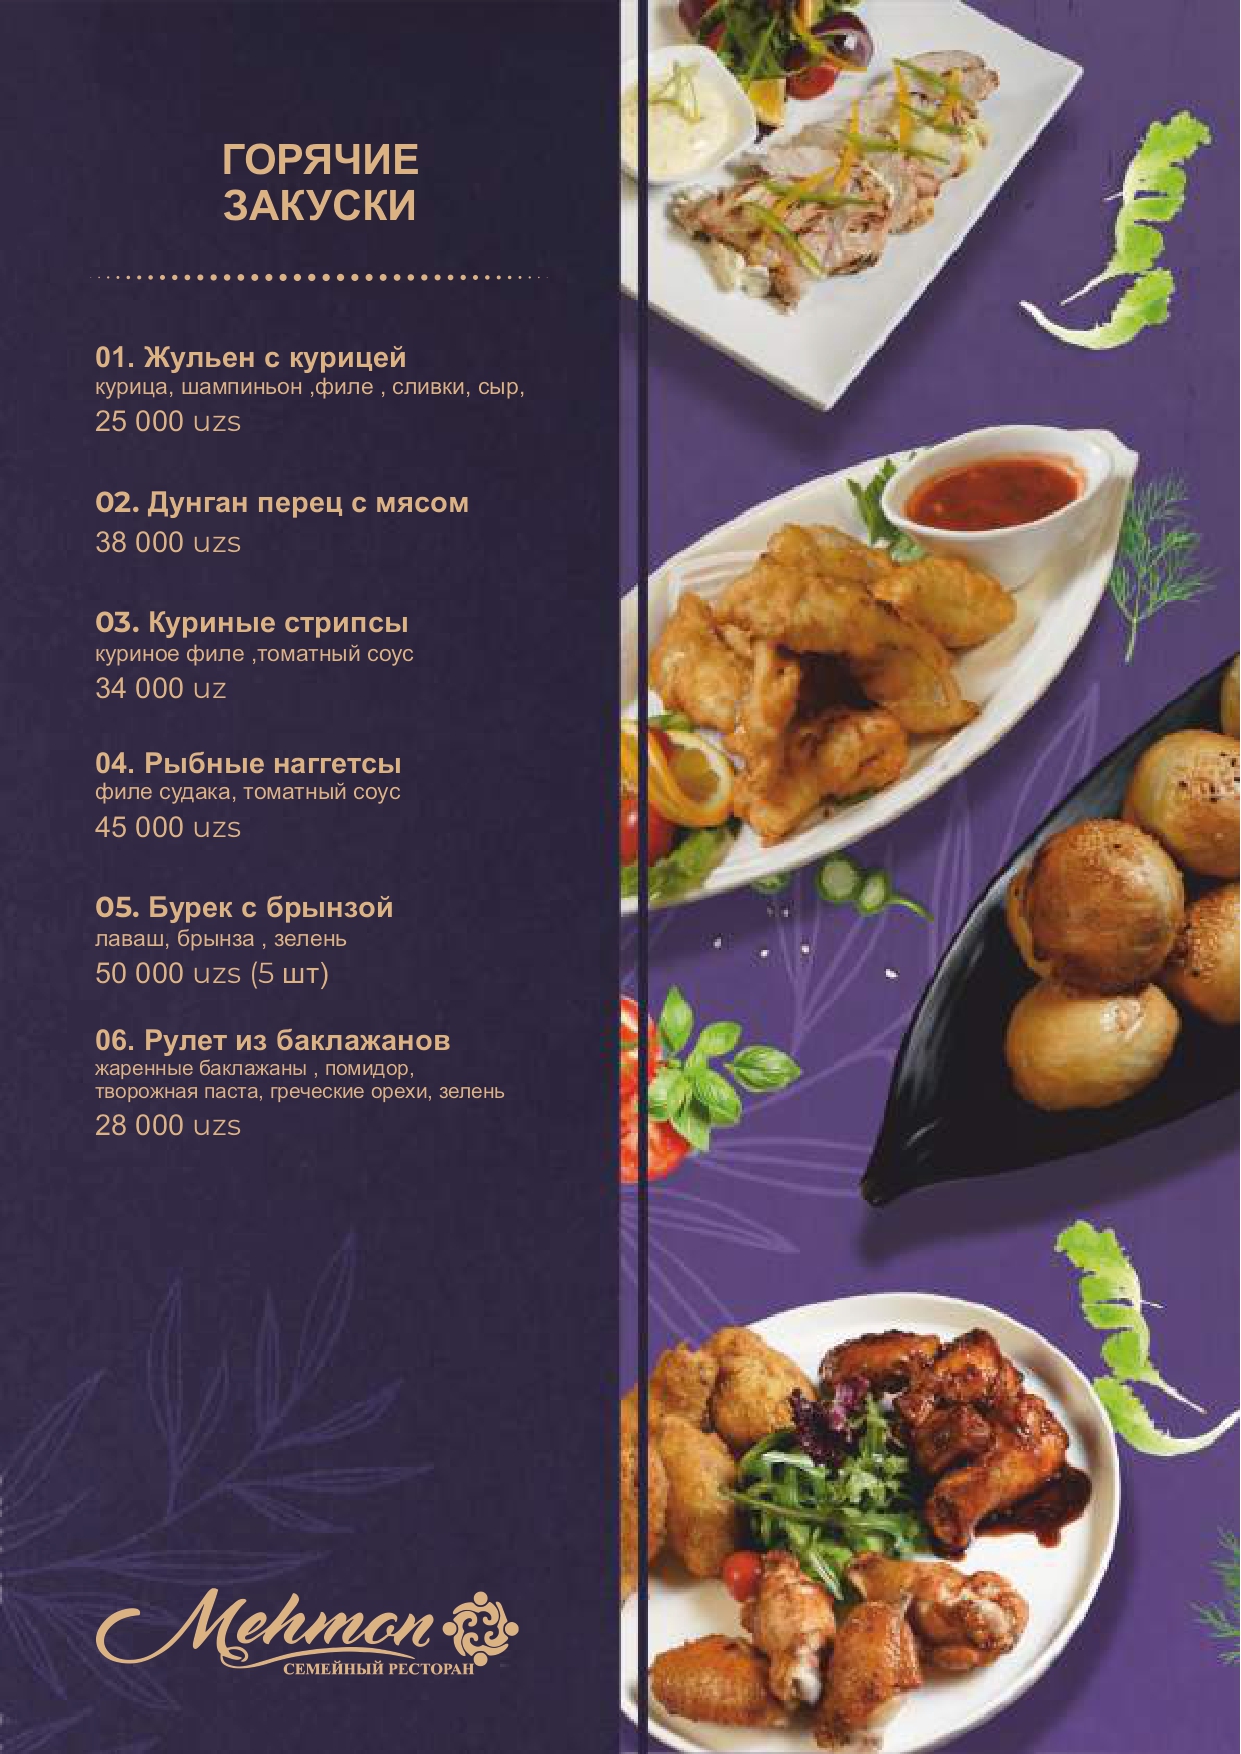 ГОРЯЧИЕ
ЗАКУСКИ
01. Жульен с курицей
курица, шампиньон ,филе , сливки, сыр,
25 000 uzs
02. Дунган перец с мясом
38 000 uzs
03. Куриные стрипсы
куриное филе ,томатный соус
34 000 uz
04. Рыбные наггетсы
филе судака, томатный соус
45 000 uzs
05. Бурек с брынзой
лаваш, брынза , зелень
50 000 uzs (5 шт)
06. Рулет из баклажанов
жаренные баклажаны , помидор,
творожная паста, греческие орехи, зелень
28 000 uzs
Mehmon
СЕМЕЙНЫЙ РЕСТОРАН